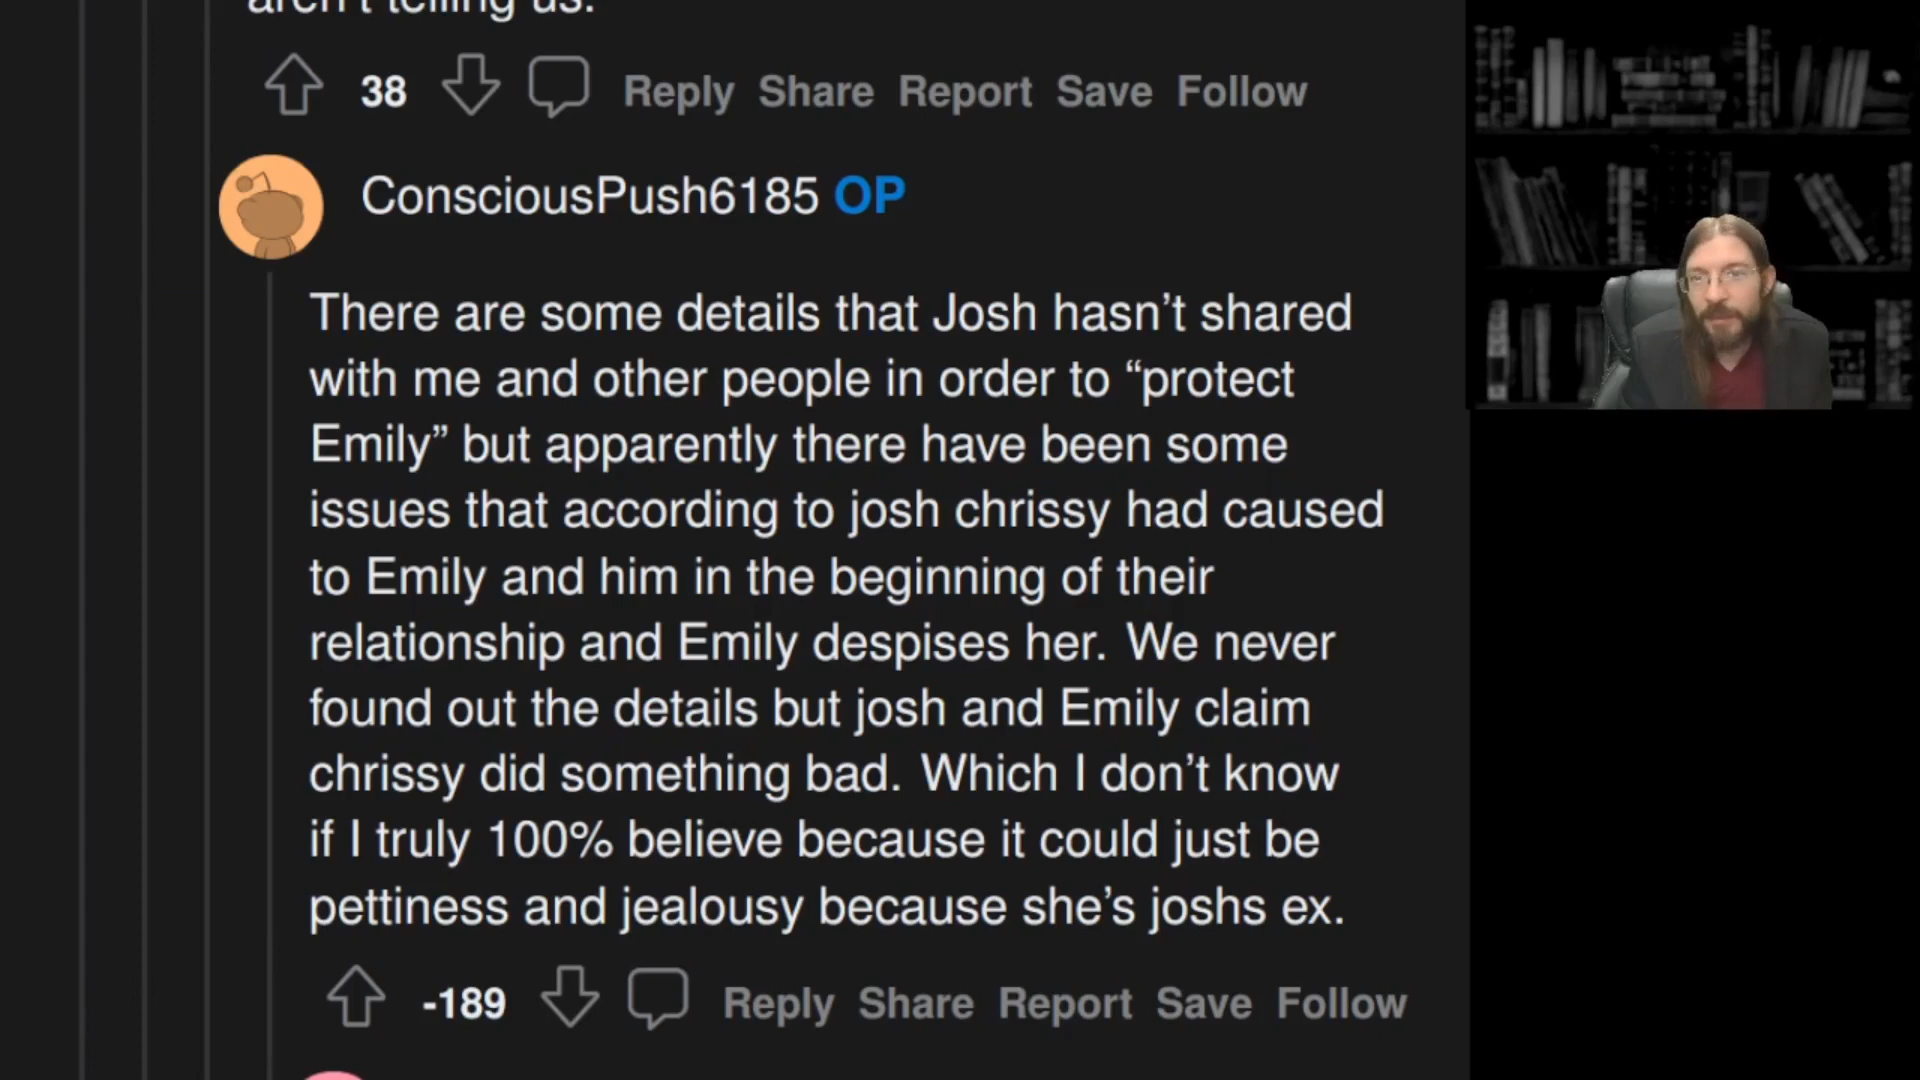 aren't telling us.
38 Reply Share Report Save Follow
ConsciousPush6185 OP
There are some details that Josh hasn’t shared
with me and other people in order to “protect
Emily” but apparently there have been some
issues that according to josh chrissy had caused
to Emily and him in the beginning of their
relationship and Emily despises her. We never
found out the details but josh and Emily claim
chrissy did something bad. Which I don’t know
if I truly 100% believe because it could just be
pettiness and jealousy because she’s joshs ex.
-189 Reply Share Report Save Follow